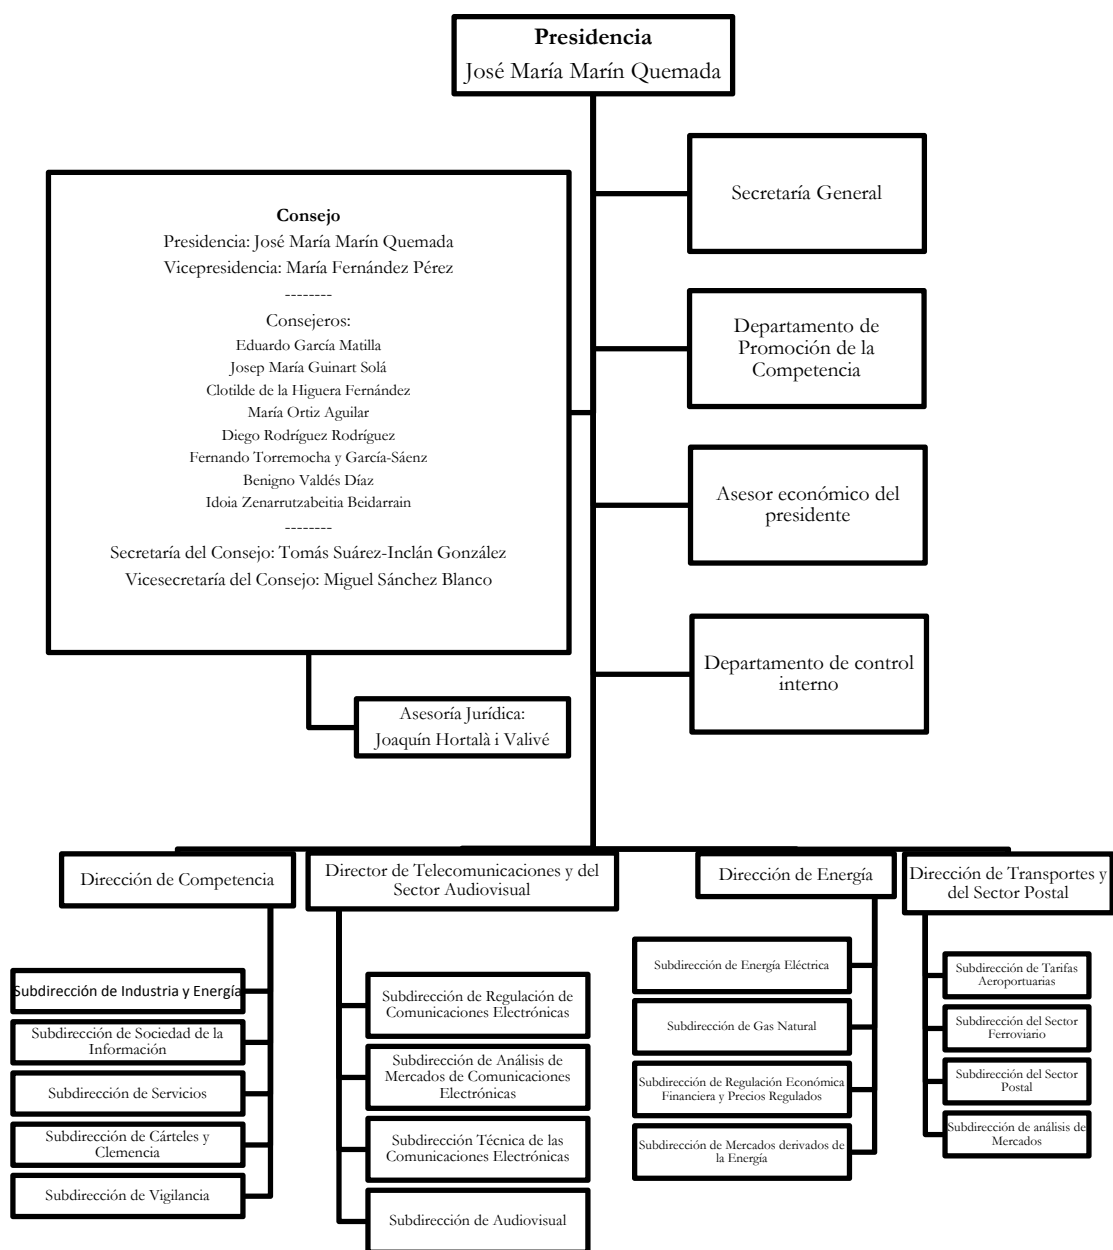 Presidencia
José María Marín Quemada
Secretaría General
Consejo
Presidencia: José María Marín Quemada
Vicepresidencia: María Fernández Pérez
--------
Consejeros:
Eduardo García Matilla
Josep María Guinart Solá
Clotilde de la Higuera Fernández
María Ortiz Aguilar
Diego Rodríguez Rodríguez
Fernando Torremocha y García-Sáenz
Benigno Valdés Díaz
Idoia Zenarrutzabeitia Beidarrain
--------
Secretaría del Consejo: Tomás Suárez-Inclán González
Vicesecretaría del Consejo: Miguel Sánchez Blanco
Departamento de
Promoción de la
Competencia
Asesor económico del
presidente
Departamento de control
interno
Asesoría Jurídica:
Joaquín Hortalà i Valivé
Dirección de Competencia
Subdirección de Industria y Energía
Subdirección de Sociedad de la
Información
Subdirección de Servicios
Subdirección de Cárteles y
Clemencia
Subdirección de Vigilancia
Director de Telecomunicaciones y del
Sector Audiovisual
Subdirección de Regulación de
Comunicaciones Electrónicas
Subdirección de Análisis de
Mercados de Comunicaciones
Electrónicas
Subdirección Técnica de las
Comunicaciones Electrónicas
Subdirección de Audiovisual
Dirección de Energía
Subdirección de Energía Eléctrica
Subdirección de Gas Natural
Subdirección de Regulación Económica
Financiera y Precios Regulados
Subdirección de Mercados derivados de
la Energía
Dirección de Transportes y
del Sector Postal
Subdirección de Tarifas
Aeroportuarias
Subdirección del Sector
Ferroviario
Subdirección del Sector
Postal
Subdirección de análisis de
Mercados